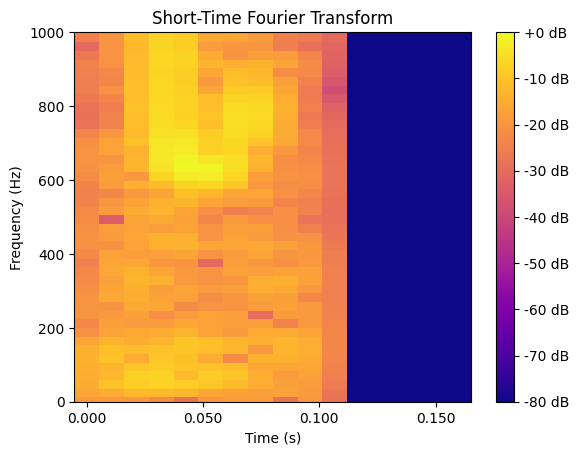 Short-Time Fourier Transform
Frequency (Hz)
1000
800
600
400
200
0
0.000
0.050
0.100
0.150
Time (s)
+0 dB
-10 dB
-20 dB
-30 dB
-40 dB
-50 dB
-60 dB
-70 dB
-80 dB